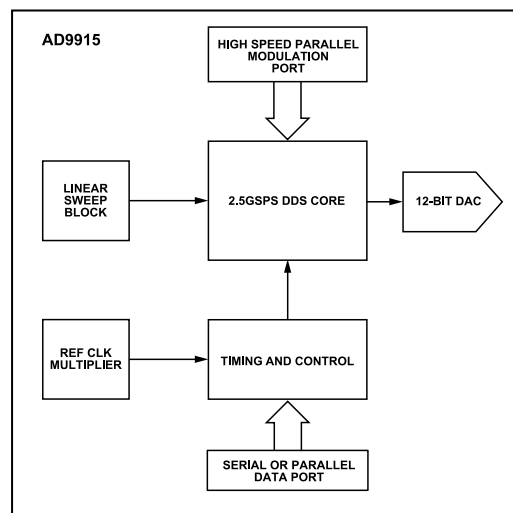 AD9915
HIGH SPEED PARALLEL
MODULATION
PORT
LINEAR
SWEEP
BLOCK
2.5GSPS DDS CORE
12-BIT DAC
REF CLK
MULTIPLIER
TIMING AND CONTROL
SERIAL OR PARALLEL
DATA PORT